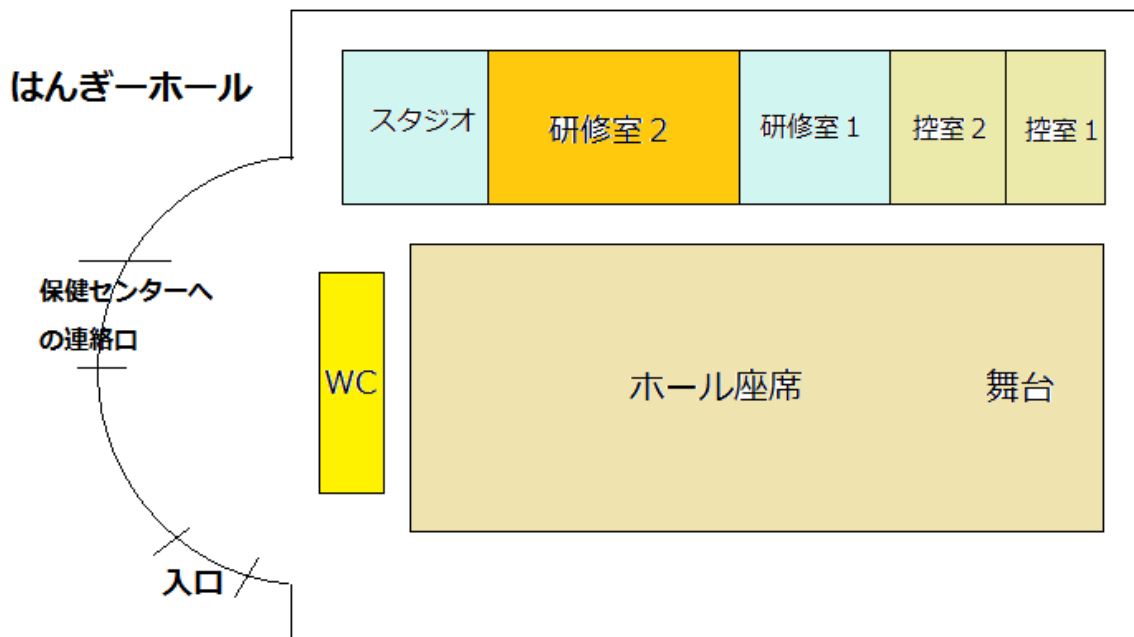 はんぎーホール
スタジオ
研修室２
研修室１
控室２
控室１
保健センターへ
の連絡口
WC
ホール座席
舞台
入口